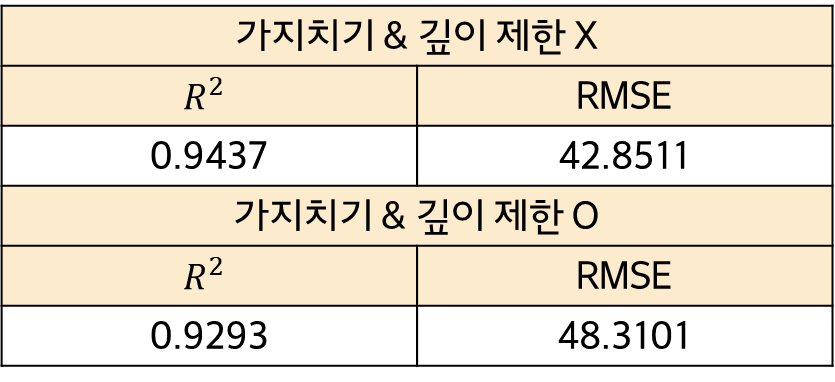 가지치기 & 깊이 제한 X
R² RMSE
0.9437 42.8511
가지치기 & 깊이 제한 O
R² RMSE
0.9293 48.3101